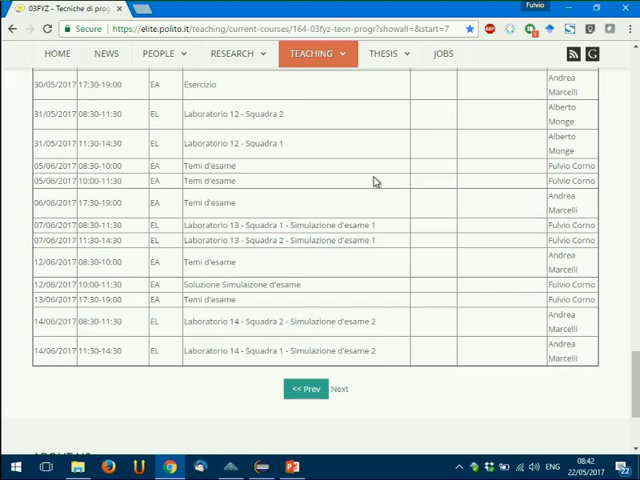 Fulvio
03FYZ - Tecniche di prog
Secure
https://elite.polito.it/teaching/current-courses/164-03fyz-tecn-progr?showall=&start=7
HOME NEWS PEOPLE RESEARCH TEACHING THESIS JOBS
30/05/2017 17:30-19:00 EA Esercizio Andrea Marcelli
31/05/2017 08:30-11:30 EL Laboratorio 12 - Squadra 2 Alberto Monge
31/05/2017 11:30-14:30 EL Laboratorio 12 - Squadra 1 Alberto Monge
05/06/2017 08:30-10:00 EA Temi d'esame Fulvio Corno
05/06/2017 10:00-11:30 EA Temi d'esame Fulvio Corno
06/06/2017 17:30-19:00 EA Temi d'esame Andrea Marcelli
07/06/2017 08:30-11:30 EL Laboratorio 13 - Squadra 1 - Simulazione d'esame 1 Fulvio Corno
07/06/2017 11:30-14:30 EL Laboratorio 13 - Squadra 2 - Simulazione d'esame 1 Fulvio Corno
12/06/2017 08:30-10:00 EA Temi d'esame Andrea Marcelli
12/06/2017 10:00-11:30 EA Soluzione Simulaizone d'esame Fulvio Corno
13/06/2017 17:30-19:00 EA Temi d'esame Fulvio Corno
14/06/2017 08:30-11:30 EL Laboratorio 14 - Squadra 2 - Simulazione d'esame 2 Andrea Marcelli
14/06/2017 11:30-14:30 EL Laboratorio 14 - Squadra 1 - Simulazione d'esame 2 Andrea Marcelli
<< Prev Next
ENG
08:42
22/05/2017